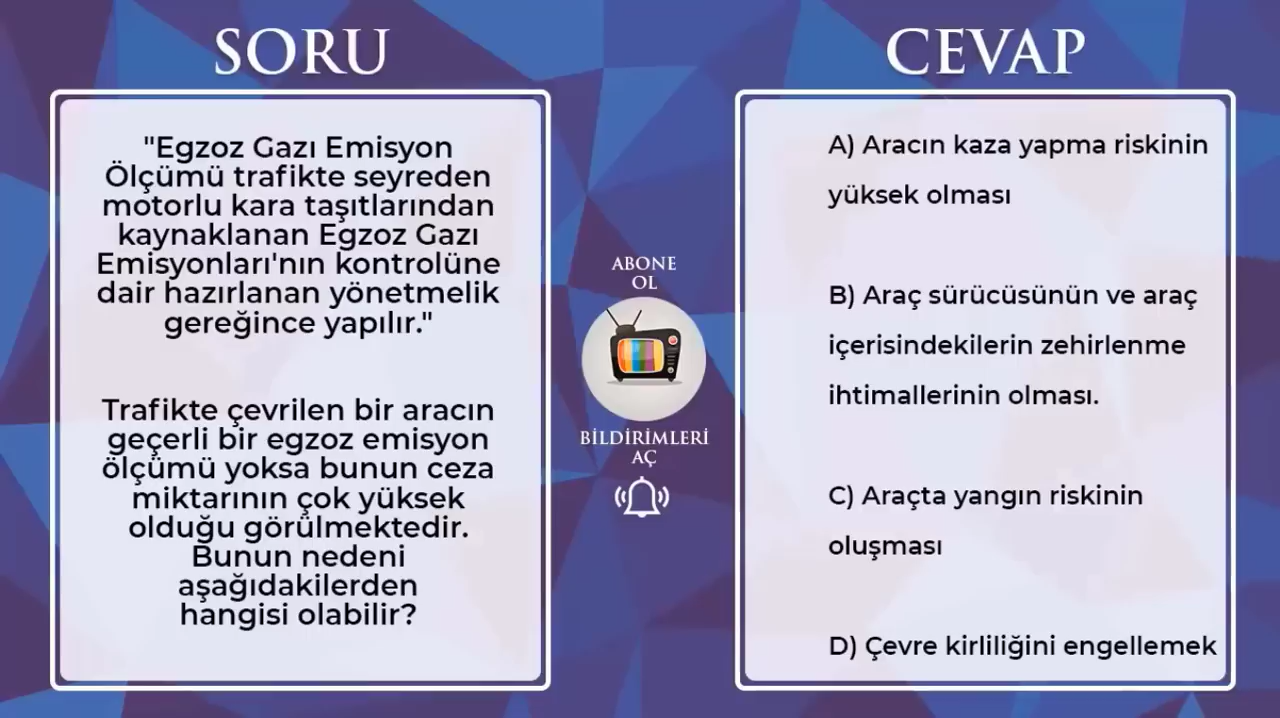 SORU
"Egzoz Gazı Emisyon
Ölçümü trafikte seyreden
motorlu kara taşıtlarından
kaynaklanan Egzoz Gazı
Emisyonları'nın kontrolüne
dair hazırlanan yönetmelik
gereğince yapılır."
Trafikte çevrilen bir aracın
geçerli bir egzoz emisyon
ölçümü yoksa bunun ceza
miktarının çok yüksek
olduğu görülmektedir.
Bunun nedeni
aşağıdakilerden
hangisi olabilir?
ABONE
OL
BİLDİRİMLERİ
AÇ
CEVAP
A) Aracın kaza yapma riskinin
yüksek olması
B) Araç sürücüsünün ve araç
içerisindekilerin zehirlenme
ihtimallerinin olması.
C) Araçta yangın riskinin
oluşması
D) Çevre kirliliğini engellemek